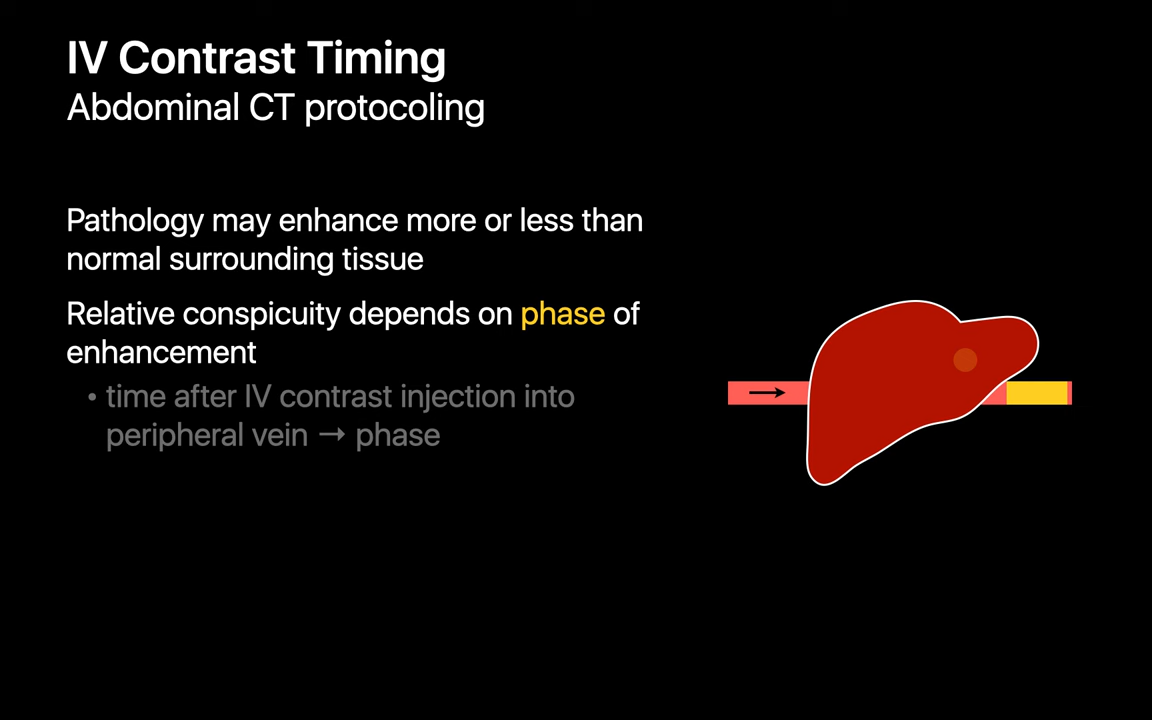 IV Contrast Timing
Abdominal CT protocoling
Pathology may enhance more or less than
normal surrounding tissue
Relative conspicuity depends on phase of
enhancement
• time after IV contrast injection into
peripheral vein → phase